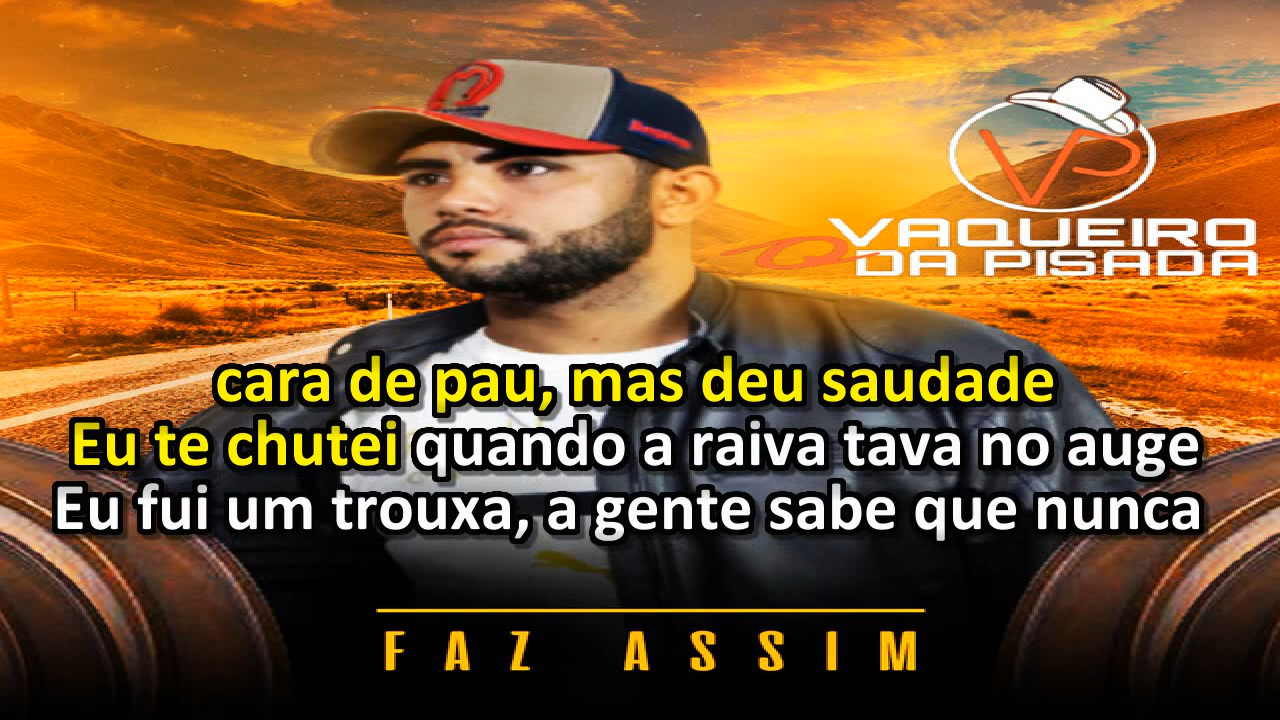 VP
VAQUEIRO
DA PISADA
cara de pau, mas deu saudade
Eu te chutei quando a raiva tava no auge
Eu fui um trouxa, a gente sabe que nunca
FAZ ASSIM